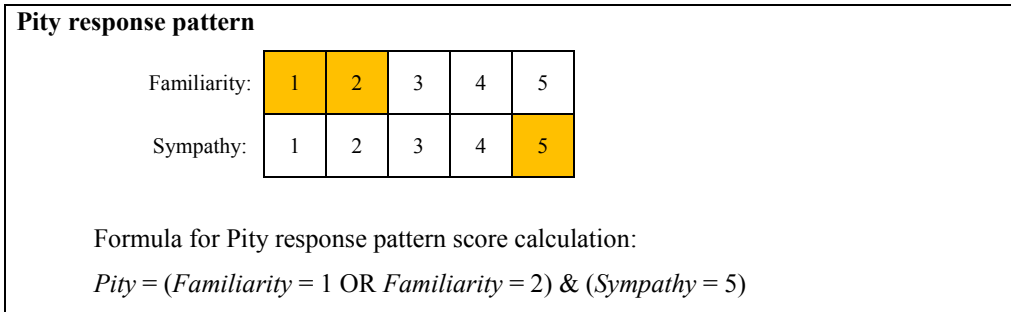 Pity response pattern
Familiarity: 1 2 3 4 5
Sympathy: 1 2 3 4 5
Formula for Pity response pattern score calculation:
Pity = (Familiarity = 1 OR Familiarity = 2) & (Sympathy = 5)